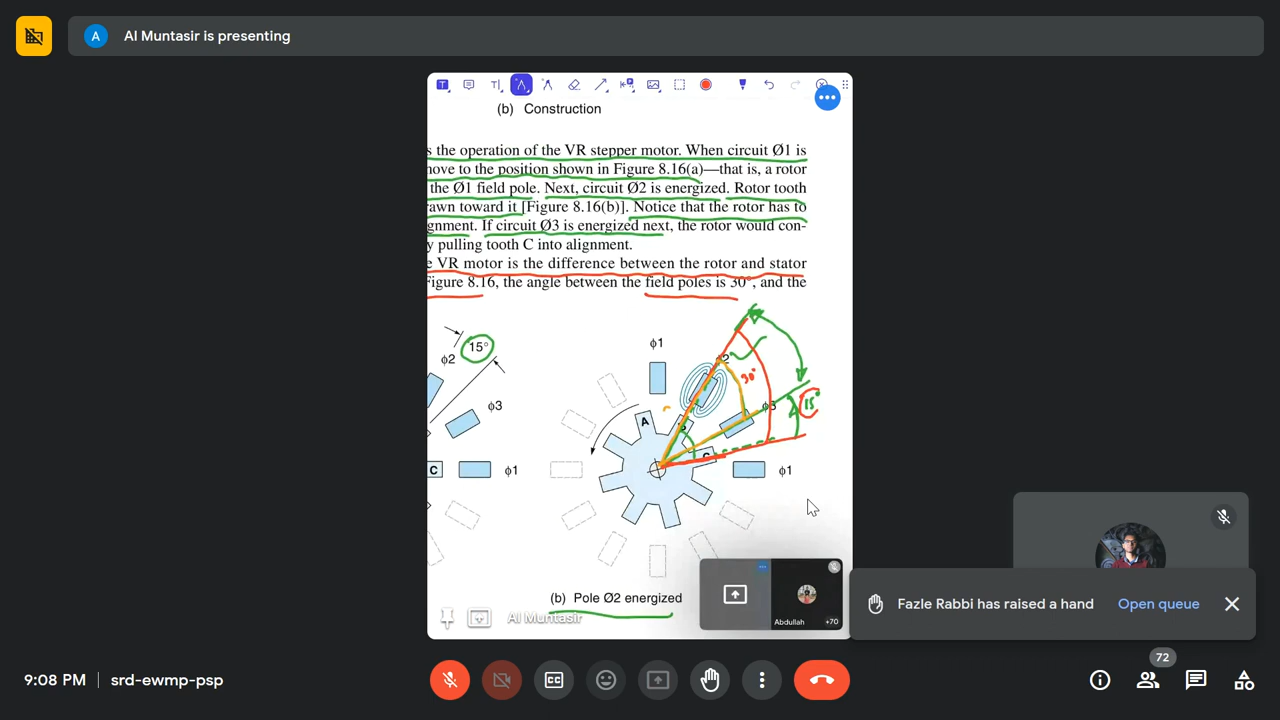 A
Al Muntasir is presenting
T
T
(b) Construction
s the operation of the VR stepper motor. When circuit Ø1 is
nove to the position shown in Figure 8.16(a)—that is, a rotor
the Ø1 field pole. Next, circuit Ø2 is energized. Rotor tooth
rawn toward it [Figure 8.16(b)]. Notice that the rotor has to
gnment. If circuit Ø3 is energized next, the rotor would con-
y pulling tooth C into alignment.
e VR motor is the difference between the rotor and stator
Figure 8.16, the angle between the field poles is 30°, and the
15°
ϕ2
ϕ3
C
ϕ1
ϕ1
ϕ2
30°
ϕ3
15°
A
B
C
ϕ1
(b) Pole Ø2 energized
Al Muntasir
Abdullah
+70
Fazle Rabbi has raised a hand
Open queue
9:08 PM
srd-ewmp-psp
CC
72